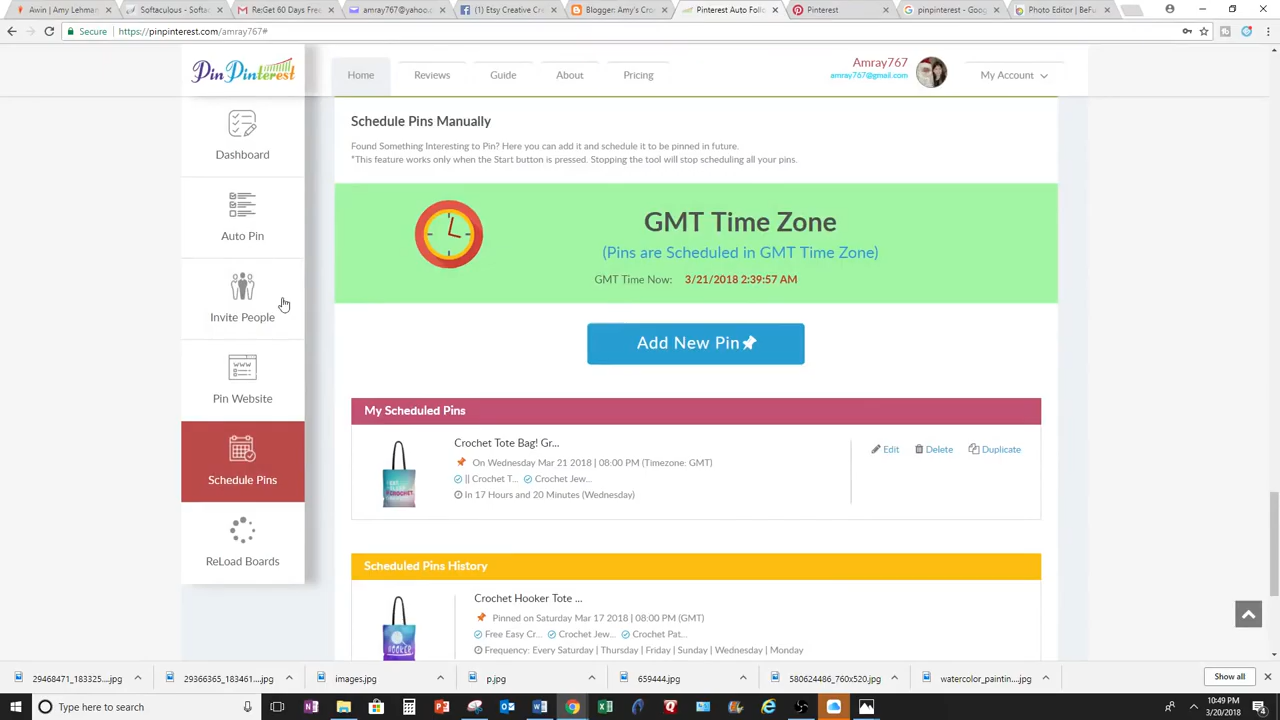 Avain | Amy Lehman
Softaculous - Softac
ReGet 60 Days Free
amray767@yahoo.c
(1) Etsy Creative Cre
Blogger: Amy's Cro
Pinterest Auto Follo
Pinterest
pinpinterest - Goog
Photo Editor | BeFu
Secure | https://pinpinterest.com/amray767#
PinPinterest
Home
Reviews
Guide
About
Pricing
Amray767
amray767@gmail.com
My Account
Dashboard
Auto Pin
Invite People
Pin Website
Schedule Pins
ReLoad Boards
Schedule Pins Manually
Found Something Interesting to Pin? Here you can add it and schedule it to be pinned in future.
*This feature works only when the Start button is pressed. Stopping the tool will stop scheduling all your pins.
GMT Time Zone
(Pins are Scheduled in GMT Time Zone)
GMT Time Now: 3/21/2018 2:39:57 AM
Add New Pin
My Scheduled Pins
Crochet Tote Bag! Gr...
On Wednesday Mar 21 2018 | 08:00 PM (Timezone: GMT)
|| Crochet T... Crochet Jew...
In 17 Hours and 20 Minutes (Wednesday)
Edit Delete Duplicate
Scheduled Pins History
Crochet Hooker Tote ...
Pinned on Saturday Mar 17 2018 | 08:00 PM (GMT)
Free Easy Cr... Crochet Jew... Crochet Pat...
Frequency: Every Saturday | Thursday | Friday | Sunday | Wednesday | Monday
HOOKER
29468471_183325....jpg
29366365_183461....jpg
images.jpg
p.jpg
659444.jpg
580624486_760x520.jpg
watercolor_paintin....jpg
Show all
Type here to search
10:49 PM
3/20/2018